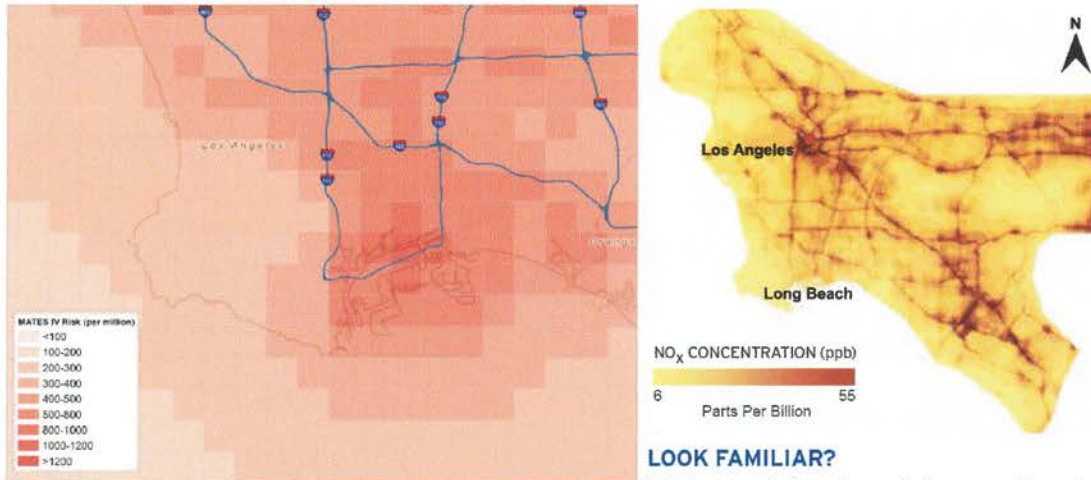 Los Angeles
Orange
MATES IV Risk (per million)
<100
100-200
200-300
300-400
400-500
500-800
800-1000
1000-1200
>1200
N
Los Angeles
Long Beach
NOX CONCENTRATION (ppb)
6 55
Parts Per Billion
LOOK FAMILIAR?